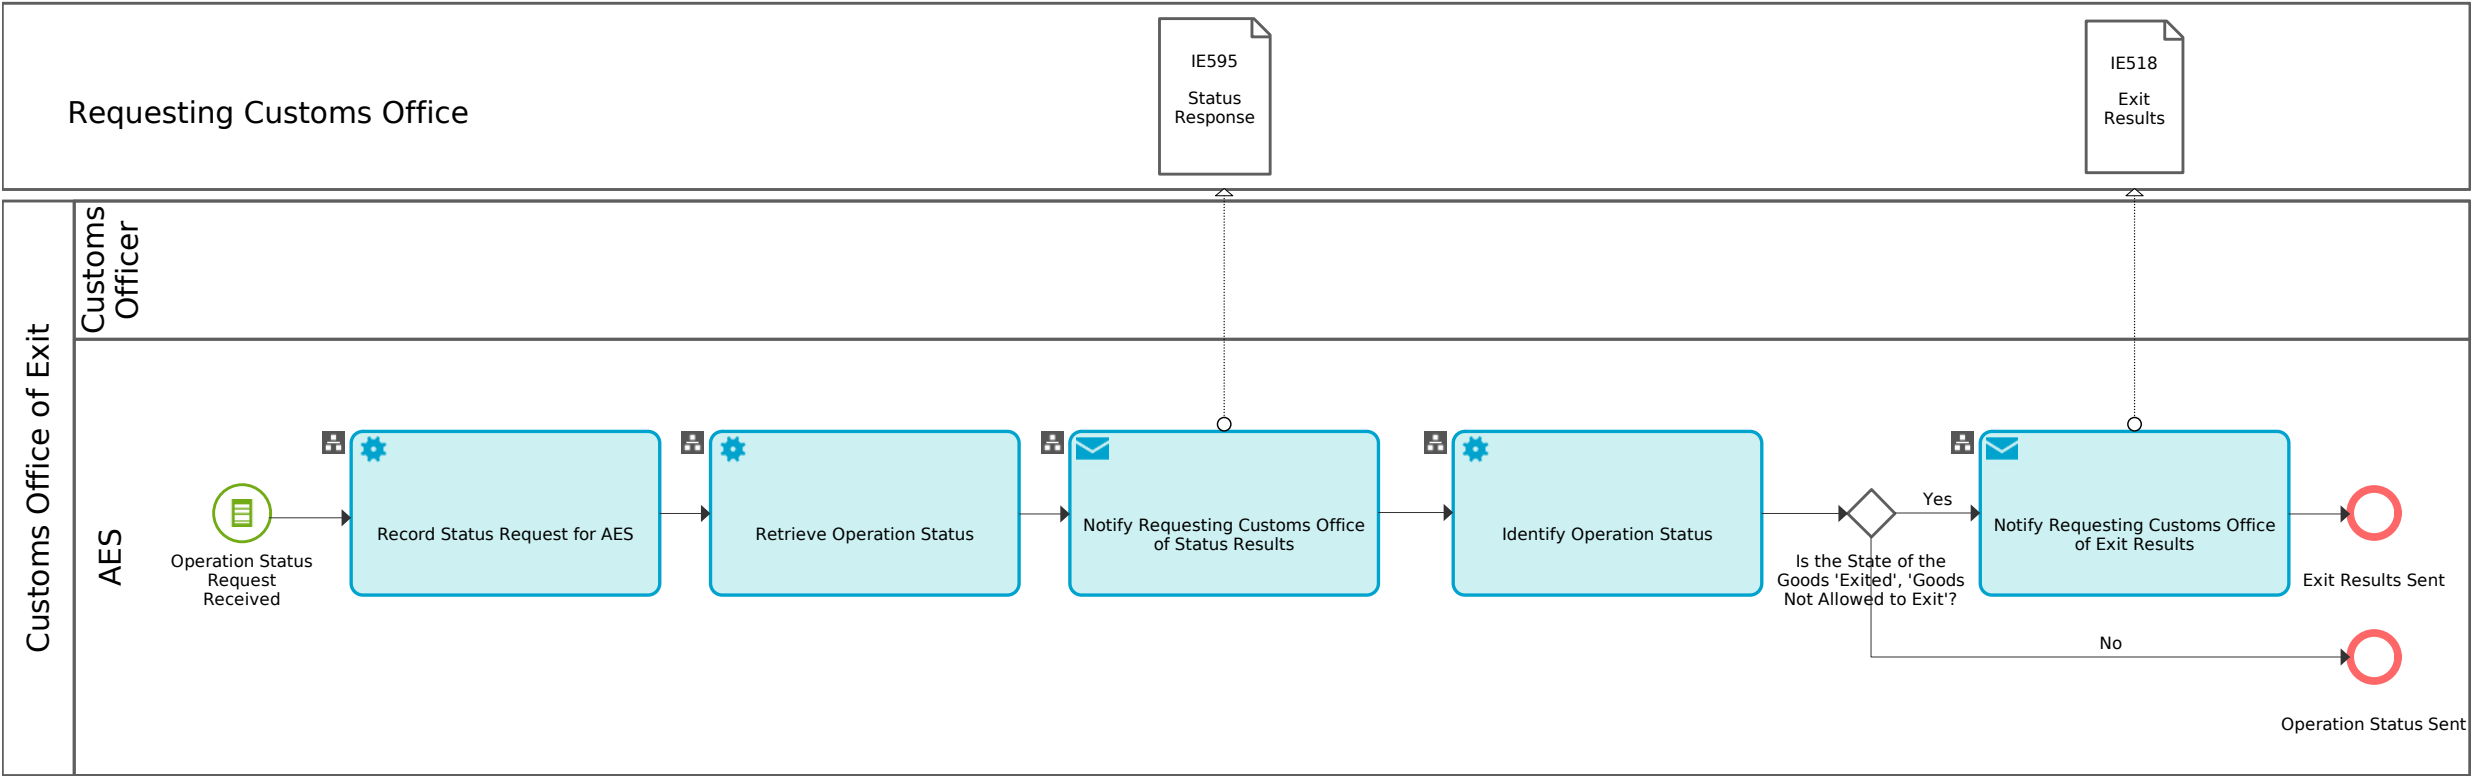 IE595
Status
Response
IE518
Exit
Results
Requesting Customs Office
Customs
Officer
Customs Office of Exit
AES
Operation Status
Request
Received
Record Status Request for AES
Retrieve Operation Status
Notify Requesting Customs Office
of Status Results
Identify Operation Status
Is the State of the
Goods 'Exited', 'Goods
Not Allowed to Exit'?
Yes
Notify Requesting Customs Office
of Exit Results
Exit Results Sent
No
Operation Status Sent